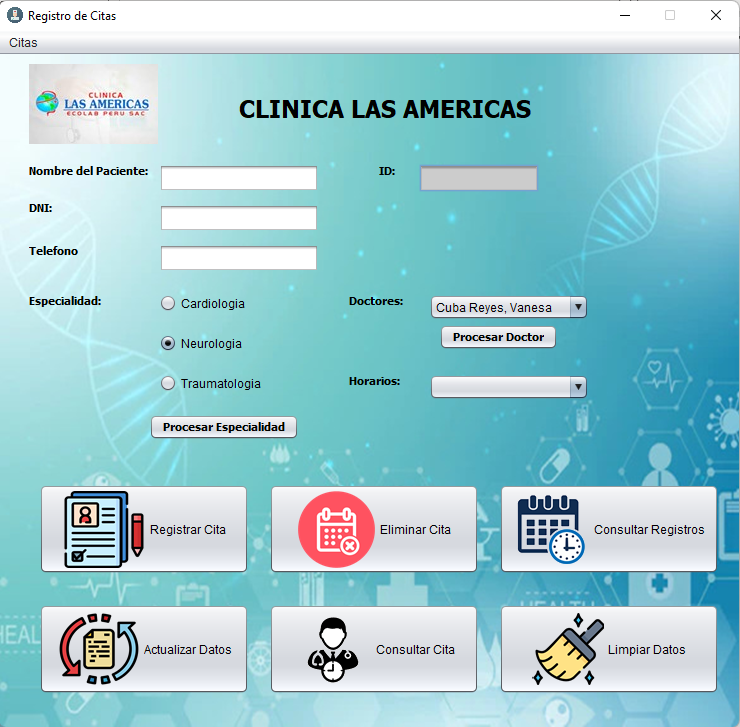 Registro de Citas
Citas
CLINICA
LAS AMERICAS
ECOLAB PERU SAC
CLINICA LAS AMERICAS
Nombre del Paciente:
ID:
DNI:
Telefono
Especialidad:
Cardiologia
Doctores:
Cuba Reyes, Vanesa
Procesar Doctor
Neurologia
Traumatologia
Horarios:
Procesar Especialidad
Registrar Cita
Eliminar Cita
Consultar Registros
HEAL
HEALTH
Actualizar Datos
Consultar Cita
Limpiar Datos